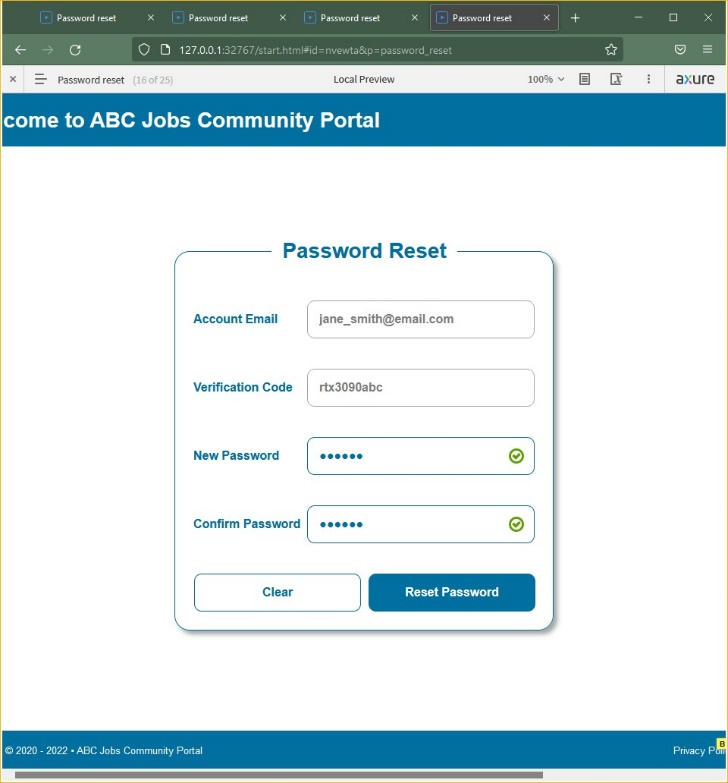 Password reset
Password reset
Password reset
Password reset
127.0.0.1:32767/start.html#id=nvewta&p=password_reset
Password reset (16 of 25)
Local Preview
100%
axure
come to ABC Jobs Community Portal
Password Reset
Account Email
jane_smith@email.com
Verification Code
rtx3090abc
New Password
••••••
Confirm Password
••••••
Clear
Reset Password
© 2020 - 2022 • ABC Jobs Community Portal
Privacy
B